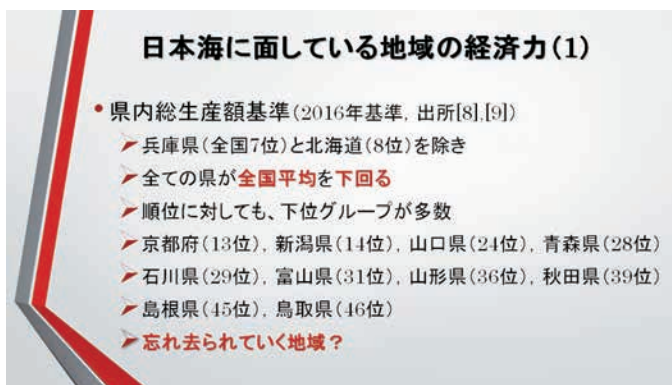 日本海に面している地域の経済力(1)
• 県内総生産額基準(2016年基準, 出所[8],[9])
➤兵庫県(全国7位)と北海道(8位)を除き
➤全ての県が全国平均を下回る
➤順位に対しても、下位グループが多数
➤京都府(13位), 新潟県(14位), 山口県(24位), 青森県(28位)
➤石川県(29位), 富山県(31位), 山形県(36位), 秋田県(39位)
➤島根県(45位), 鳥取県(46位)
➤忘れ去られていく地域？